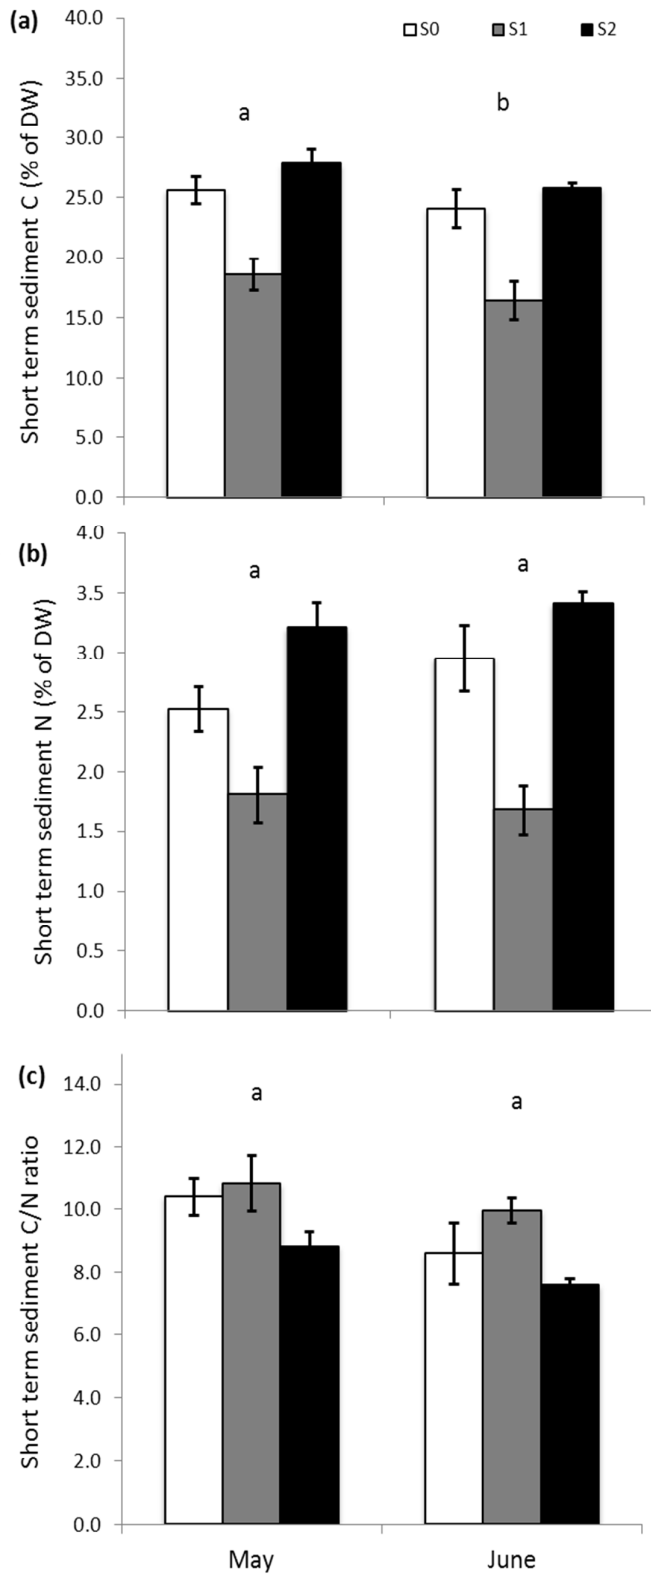 (a)
S0 S1 S2
Short term sediment C (% of DW)
40.0
35.0
30.0
25.0
20.0
15.0
10.0
5.0
0.0
a b
(b)
Short term sediment N (% of DW)
4.0
3.5
3.0
2.5
2.0
1.5
1.0
0.5
0.0
a a
(c)
Short term sediment C/N ratio
14.0
12.0
10.0
8.0
6.0
4.0
2.0
0.0
a a
May June